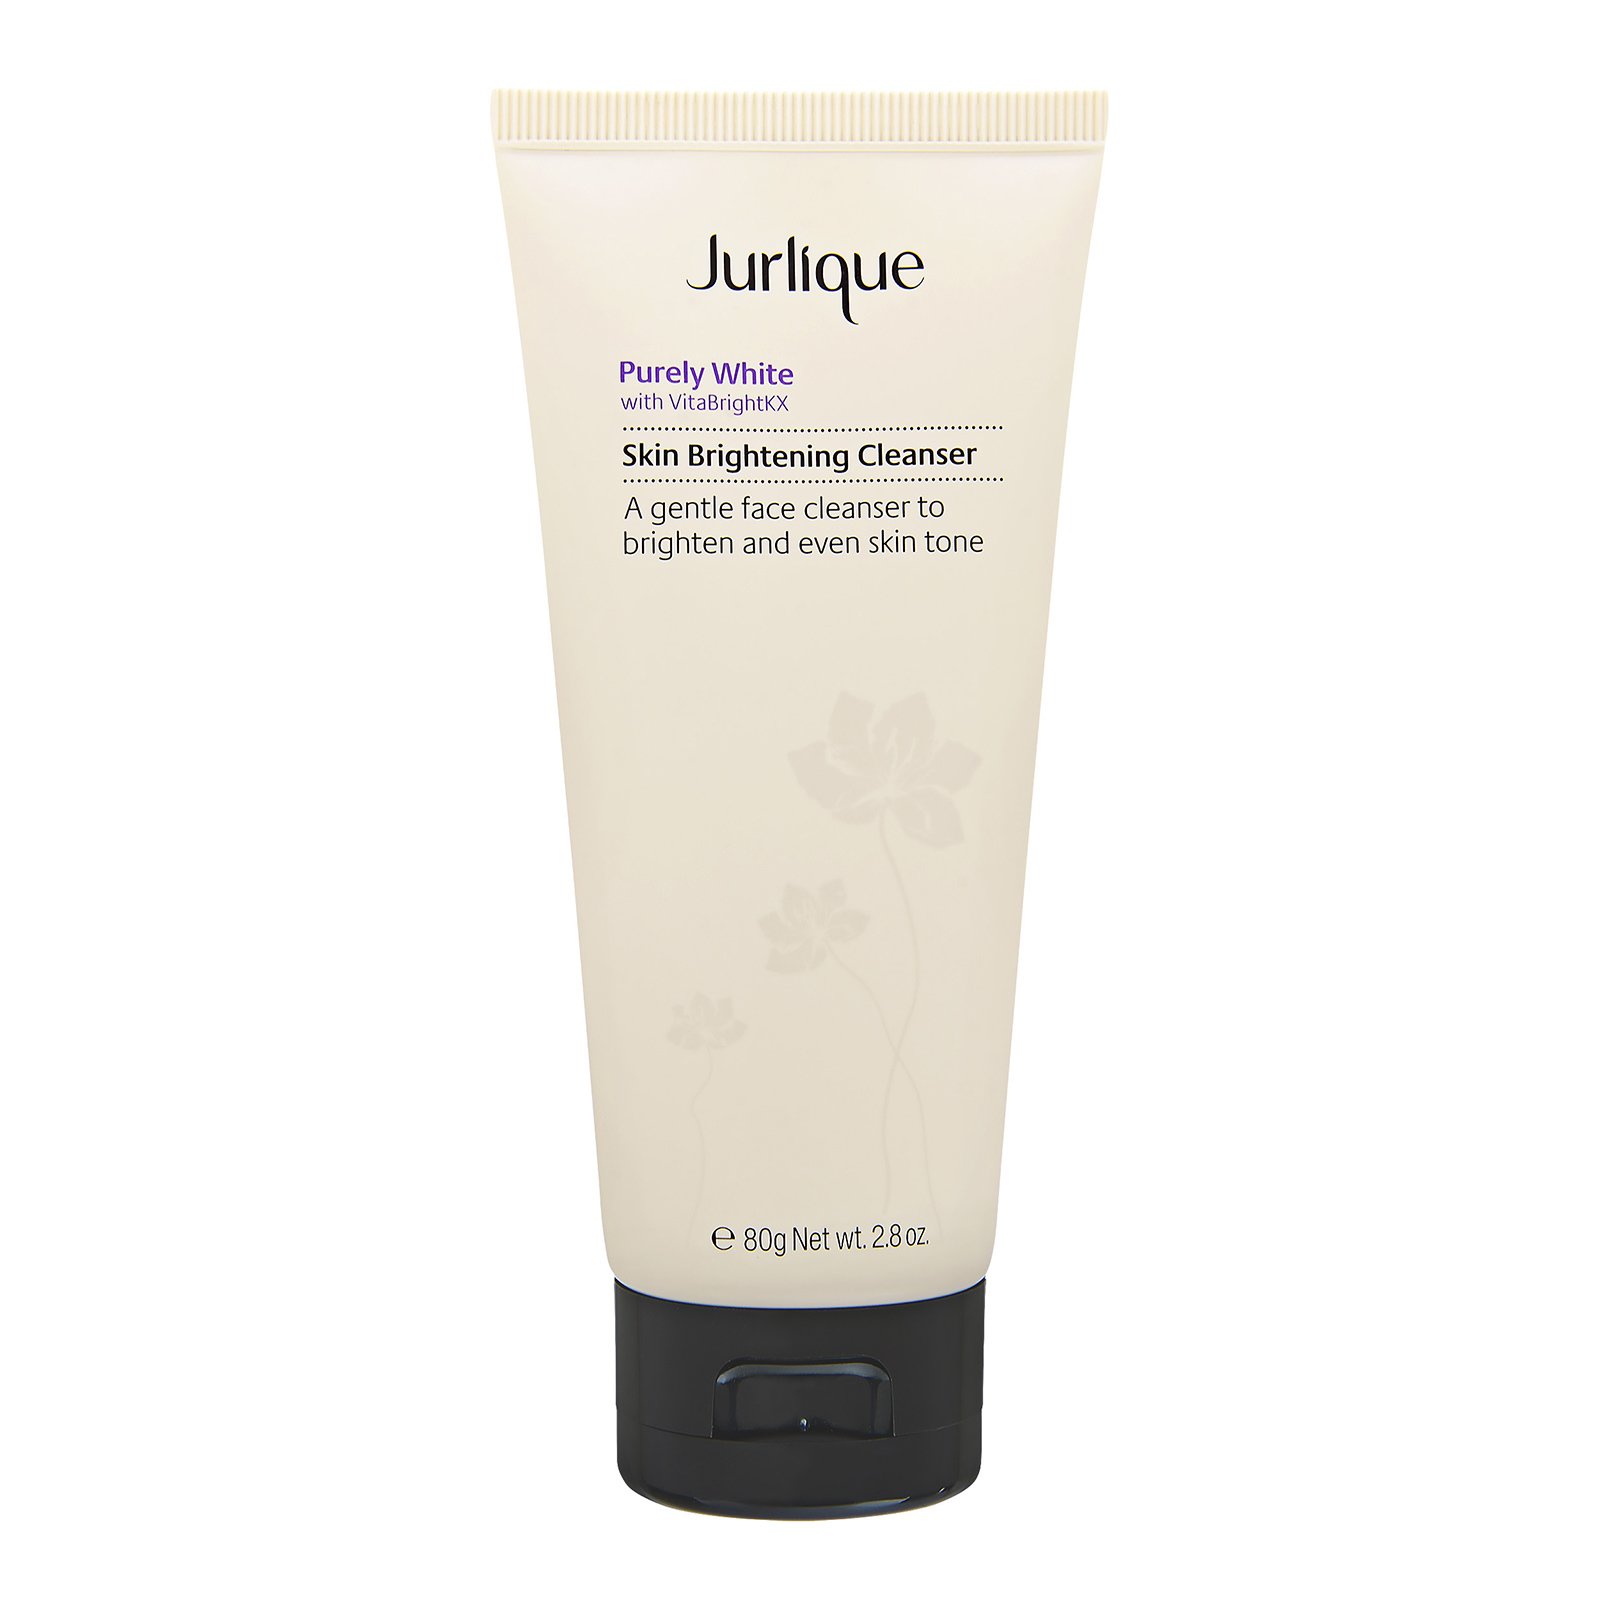 Jurlique
Purely White
with VitaBrightKX
Skin Brightening Cleanser
A gentle face cleanser to
brighten and even skin tone
℮ 80g Net wt. 2.8 oz.